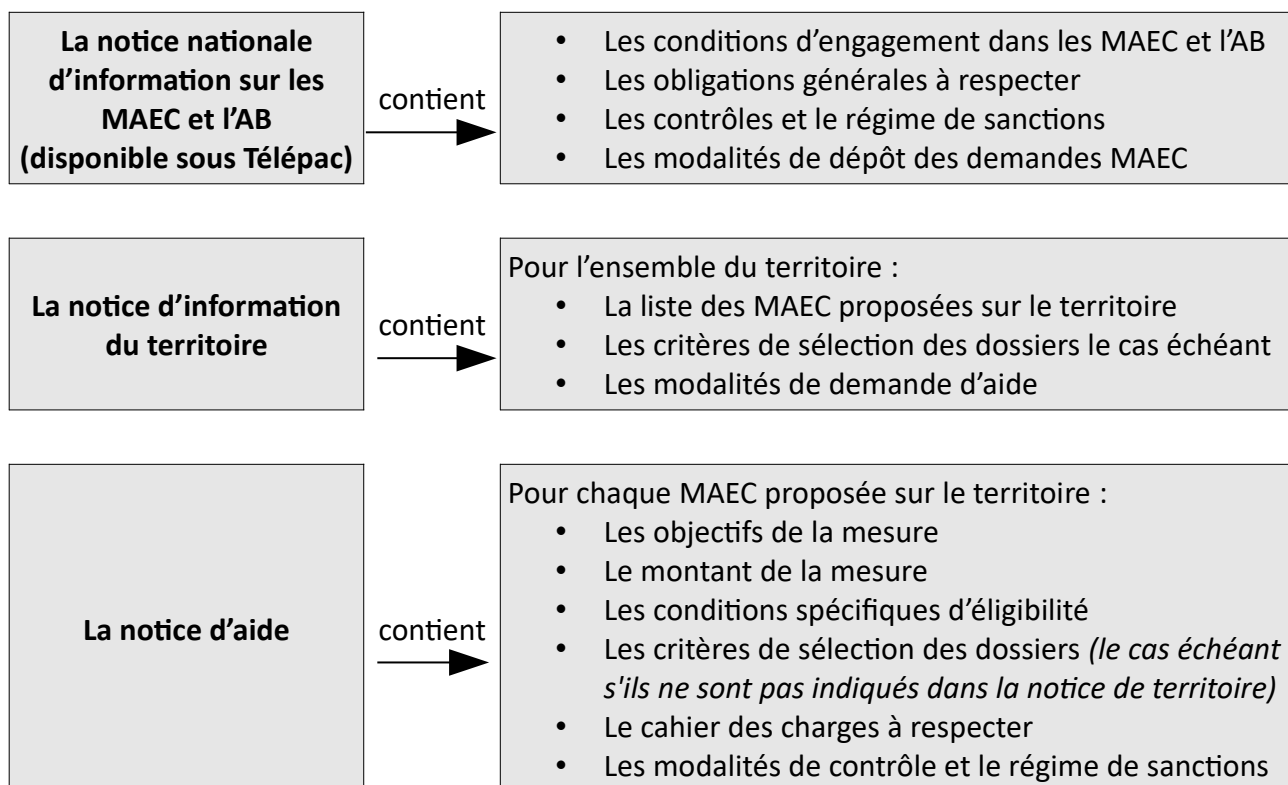 La notice nationale
d'information sur les
MAEC et l'AB
(disponible sous Télépac)
contient
• Les conditions d'engagement dans les MAEC et l'AB
• Les obligations générales à respecter
• Les contrôles et le régime de sanctions
• Les modalités de dépôt des demandes MAEC
La notice d'information
du territoire
contient
Pour l'ensemble du territoire :
• La liste des MAEC proposées sur le territoire
• Les critères de sélection des dossiers le cas échéant
• Les modalités de demande d'aide
La notice d'aide
contient
Pour chaque MAEC proposée sur le territoire :
• Les objectifs de la mesure
• Le montant de la mesure
• Les conditions spécifiques d'éligibilité
• Les critères de sélection des dossiers (le cas échéant
s'ils ne sont pas indiqués dans la notice de territoire)
• Le cahier des charges à respecter
• Les modalités de contrôle et le régime de sanctions